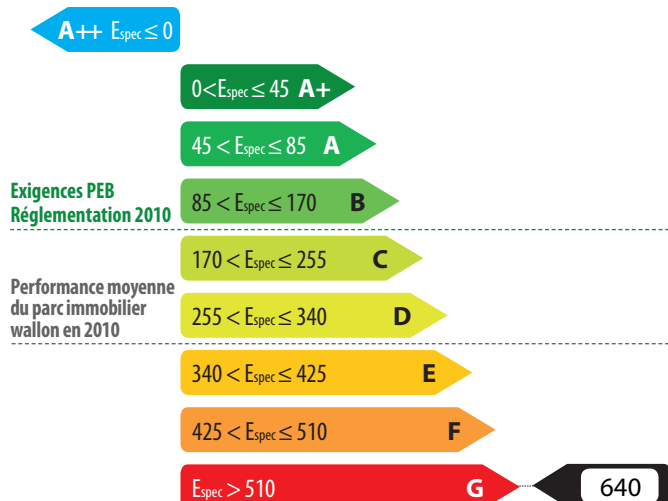 A++ Espec ≤ 0
0 < Espec ≤ 45 A+
45 < Espec ≤ 85 A
Exigences PEB
Réglementation 2010
85 < Espec ≤ 170 B
170 < Espec ≤ 255 C
Performance moyenne
du parc immobilier
wallon en 2010
255 < Espec ≤ 340 D
340 < Espec ≤ 425 E
425 < Espec ≤ 510 F
Espec > 510 G
640